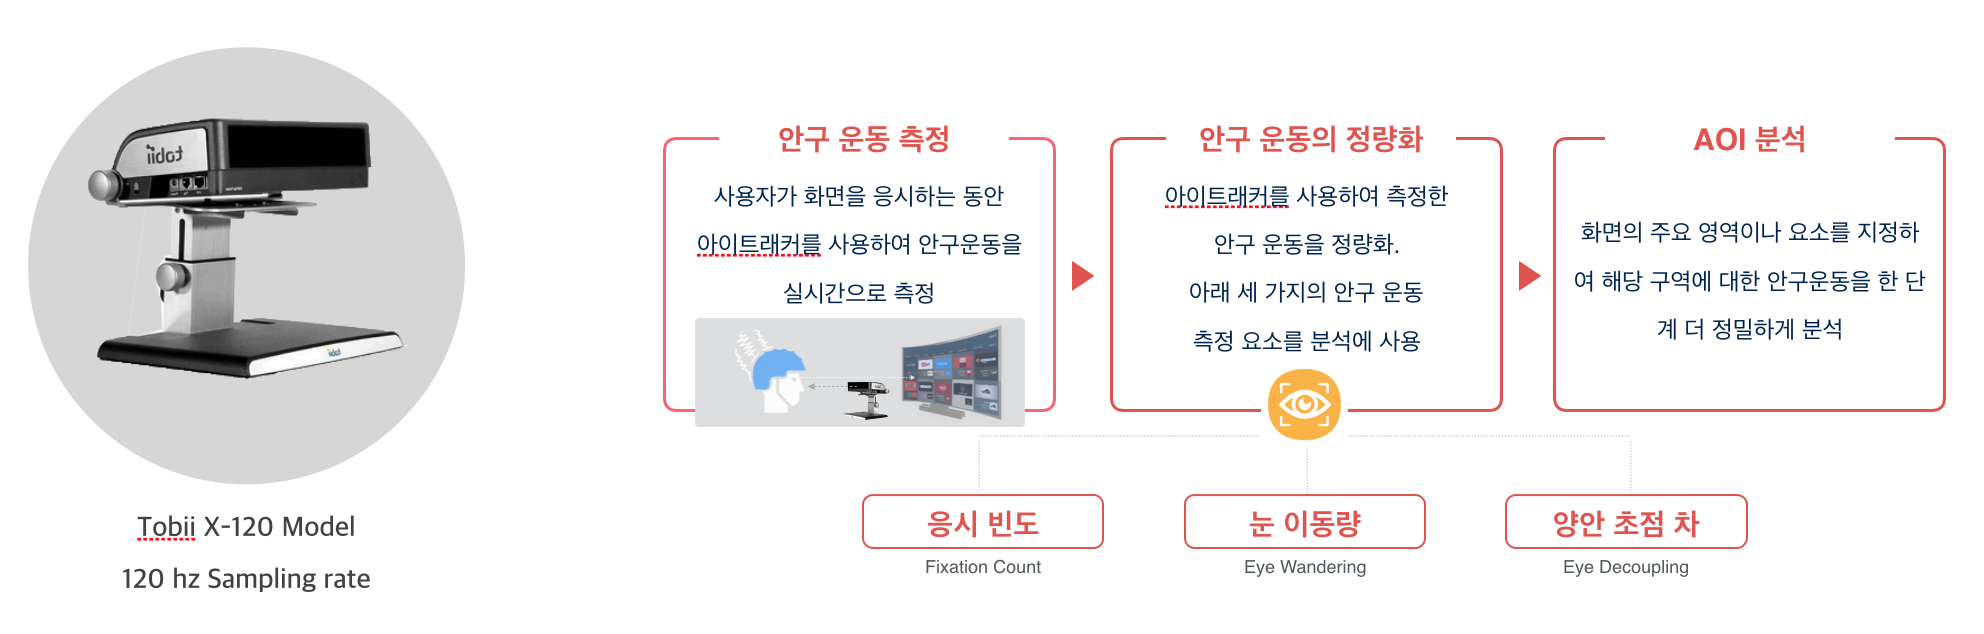 tobii
tobii
Tobii X-120 Model
120 hz Sampling rate
안구 운동 측정
사용자가 화면을 응시하는 동안
아이트래커를 사용하여 안구운동을
실시간으로 측정
안구 운동의 정량화
아이트래커를 사용하여 측정한
안구 운동을 정량화.
아래 세 가지의 안구 운동
측정 요소를 분석에 사용
AOI 분석
화면의 주요 영역이나 요소를 지정하
여 해당 구역에 대한 안구운동을 한 단
계 더 정밀하게 분석
응시 빈도
Fixation Count
눈 이동량
Eye Wandering
양안 초점 차
Eye Decoupling